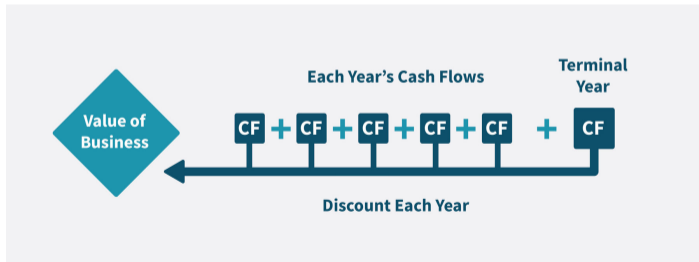 Each Year's Cash Flows
Terminal
Year
Value of
Business
CF + CF + CF + CF + CF + CF
Discount Each Year